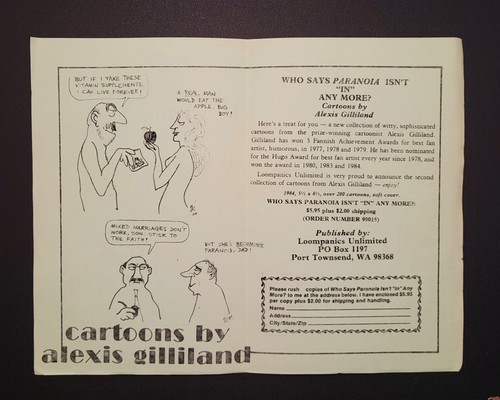 BUT IF I TAKE THESE
VITAMIN SUPPLEMENTS,
I CAN LIVE FOREVER!
A REAL MAN
WOULD EAT THE
APPLE, BIG
BOY!
MIXED MARRIAGES DON'T
WORK, SON. STICK TO
THE FAITH!
BUT SHE'S BECOMING
PARANOID, DAD!
cartoons by
alexis gilliland
WHO SAYS PARANOIA ISN'T
"IN"
ANY MORE?
Cartoons by
Alexis Gilliland
Here's a treat for you — a new collection of witty, sophisticated
cartoons from the prize-winning cartoonist Alexis Gilliland.
Gilliland has won 3 Fannish Achievement Awards for best fan
artist, humorous, in 1977, 1978 and 1979. He has been nominated
for the Hugo Award for best fan artist every year since 1978, and
won the award in 1980, 1983 and 1984.
Loompanics Unlimited is very proud to announce the second
collection of cartoons from Alexis Gilliland — enjoy!
1984, 5½ x 8½, over 200 cartoons, soft cover.
WHO SAYS PARANOIA ISN'T "IN" ANY MORE?:
$5.95 plus $2.00 shipping
(ORDER NUMBER 99015)
Published by:
Loompanics Unlimited
PO Box 1197
Port Townsend, WA 98368
Please rush copies of Who Says Paranoia Isn't "In" Any
More? to me at the address below. I have enclosed $5.95
per copy plus $2.00 for shipping and handling.
Name
Address
City/State/Zip